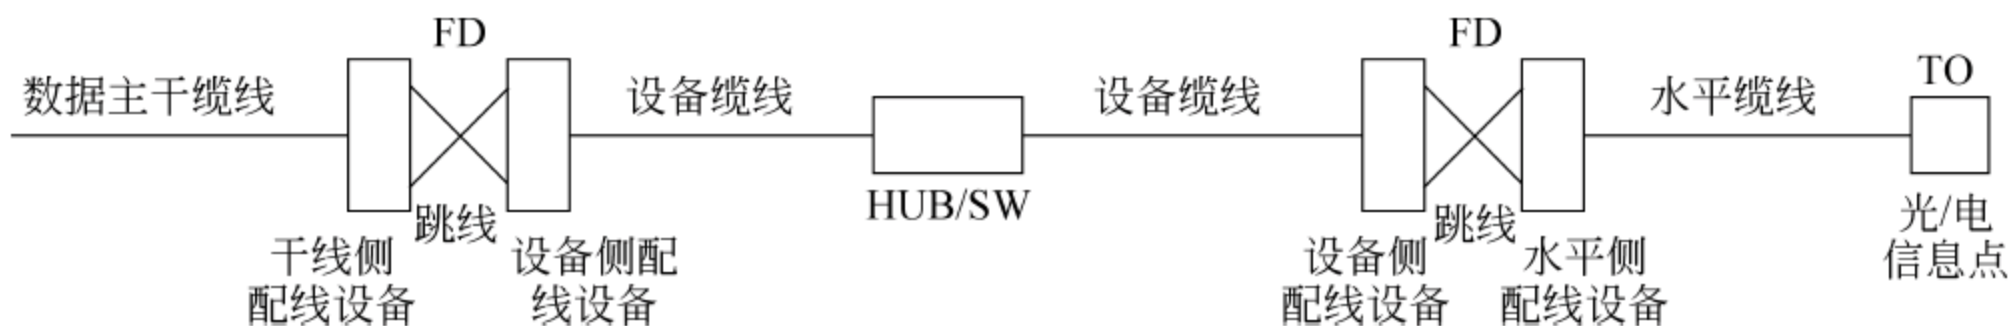 FD
FD
数据主干缆线
设备缆线
设备缆线
水平缆线
TO
HUB/SW
跳线
跳线
干线侧
配线设备
设备侧配
线设备
设备侧
配线设备
水平侧
配线设备
光/电
信息点